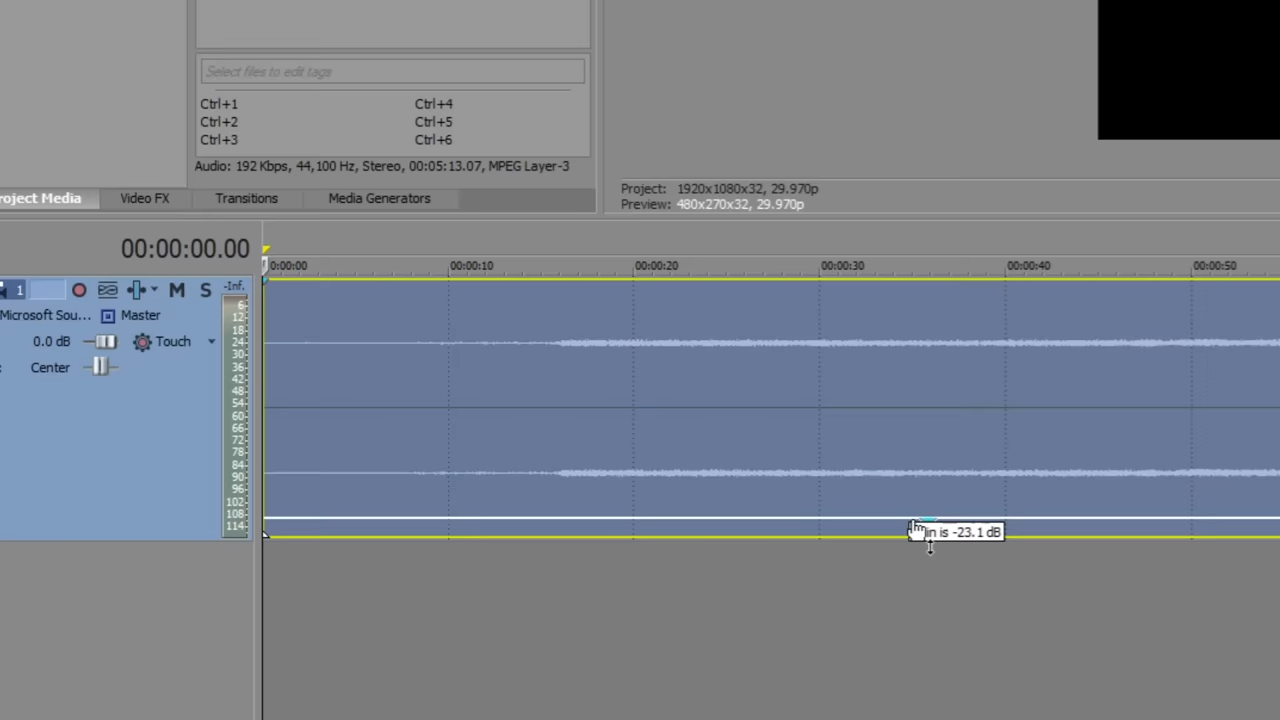 Select files to edit tags
Ctrl+1 Ctrl+4
Ctrl+2 Ctrl+5
Ctrl+3 Ctrl+6
Audio: 192 Kbps, 44,100 Hz, Stereo, 00:05:13.07, MPEG Layer-3
roject Media Video FX Transitions Media Generators
Project: 1920x1080x32, 29.970p
Preview: 480x270x32, 29.970p
00:00:00.00
0:00:00 00:00:10 00:00:20 00:00:30 00:00:40 00:00:50
1 M S -Inf.
6
12
18
24
30
36
42
48
54
60
66
72
78
84
90
96
102
108
114
Microsoft Sou... Master
0.0 dB Touch
Center
in is -23.1 dB